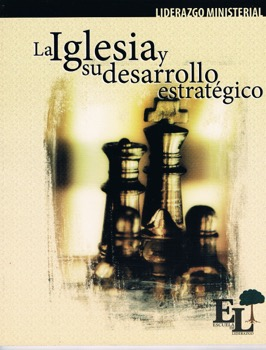 LIDERAZGO MINISTERIAL
La Iglesia y
su desarrollo
estratégico
EL
ESCUELA